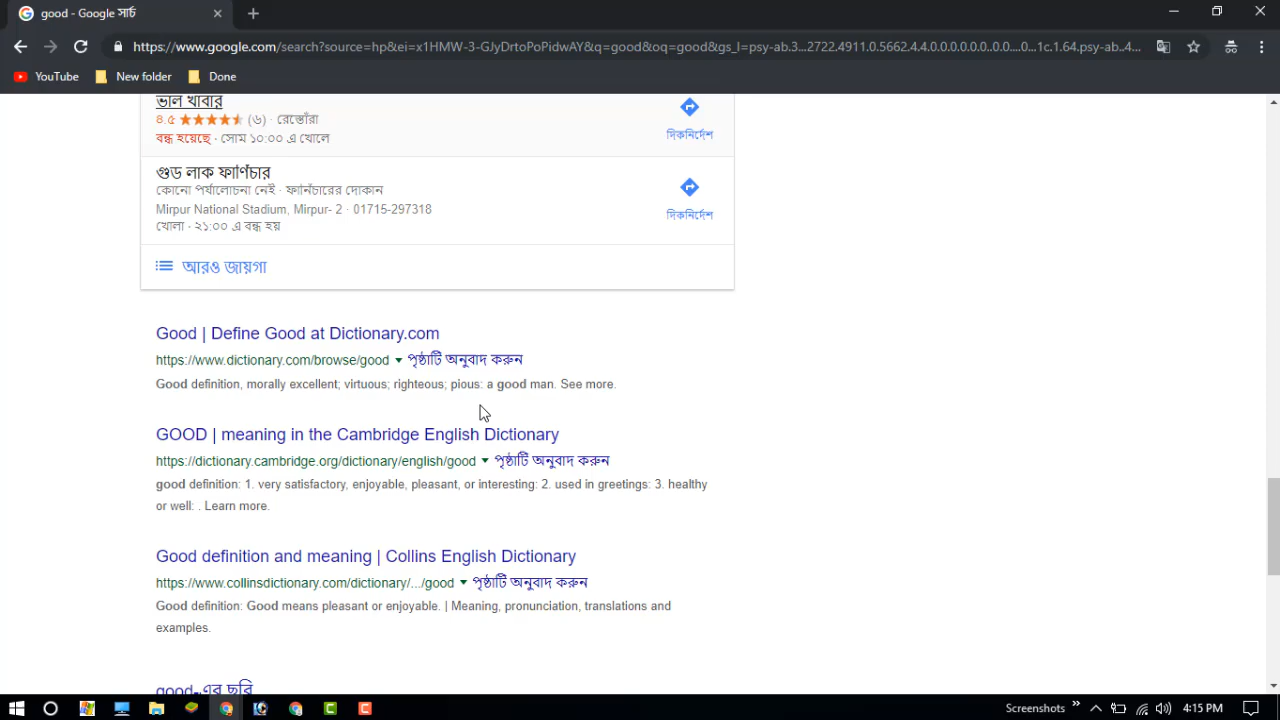 good - Google সার্চ
https://www.google.com/search?source=hp&ei=x1HMW-3-GJyDrtoPoPidwAY&q=good&oq=good&gs_l=psy-ab.3...2722.4911.0.5662.4.4.0.0.0.0.0.0..0.0....0...1c.1.64.psy-ab..4...
YouTube New folder Done
ভাল খাবার
৪.৫ (৬) · রেস্তোঁরা
বন্ধ হয়েছে · সোম ১০:০০ এ খোলে
দিকনির্দেশ
গুড লাক ফার্ণিচার
কোনো পর্যালোচনা নেই · ফার্নিচারের দোকান
Mirpur National Stadium, Mirpur- 2 · 01715-297318
খোলা · ২১:০০ এ বন্ধ হয়
দিকনির্দেশ
আরও জায়গা
Good | Define Good at Dictionary.com
https://www.dictionary.com/browse/good পৃষ্ঠাটি অনুবাদ করুন
Good definition, morally excellent; virtuous; righteous; pious: a good man. See more.
GOOD | meaning in the Cambridge English Dictionary
https://dictionary.cambridge.org/dictionary/english/good পৃষ্ঠাটি অনুবাদ করুন
good definition: 1. very satisfactory, enjoyable, pleasant, or interesting: 2. used in greetings: 3. healthy
or well: . Learn more.
Good definition and meaning | Collins English Dictionary
https://www.collinsdictionary.com/dictionary/.../good পৃষ্ঠাটি অনুবাদ করুন
Good definition: Good means pleasant or enjoyable. | Meaning, pronunciation, translations and
examples.
good-এর ছবি
Screenshots 4:15 PM